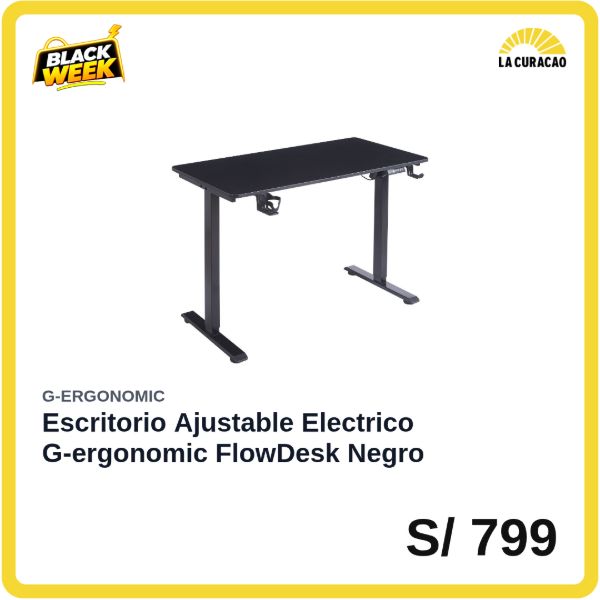 BLACK
WEEK
LA CURACAO
G-ERGONOMIC
Escritorio Ajustable Electrico
G-ergonomic FlowDesk Negro
S/ 799